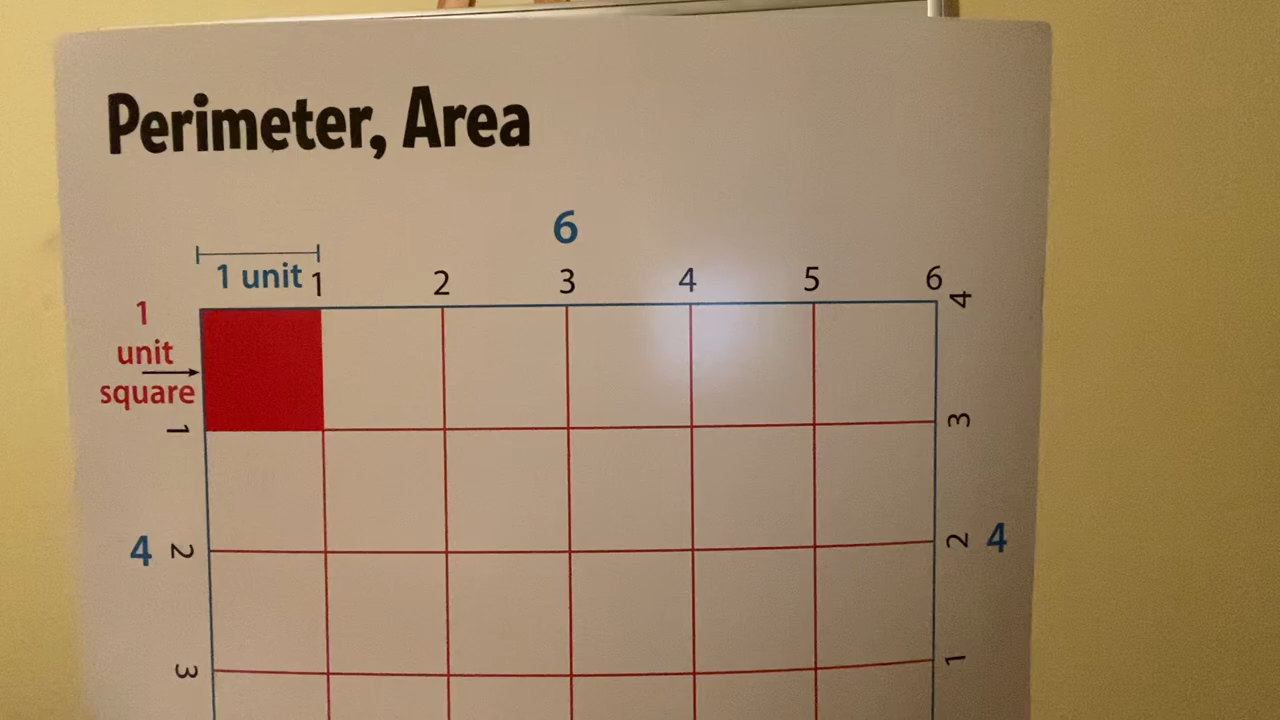 Perimeter, Area
6
1 unit 1 2 3 4 5 6
4
1
unit
square
1
3
4 2
2 4
3
1